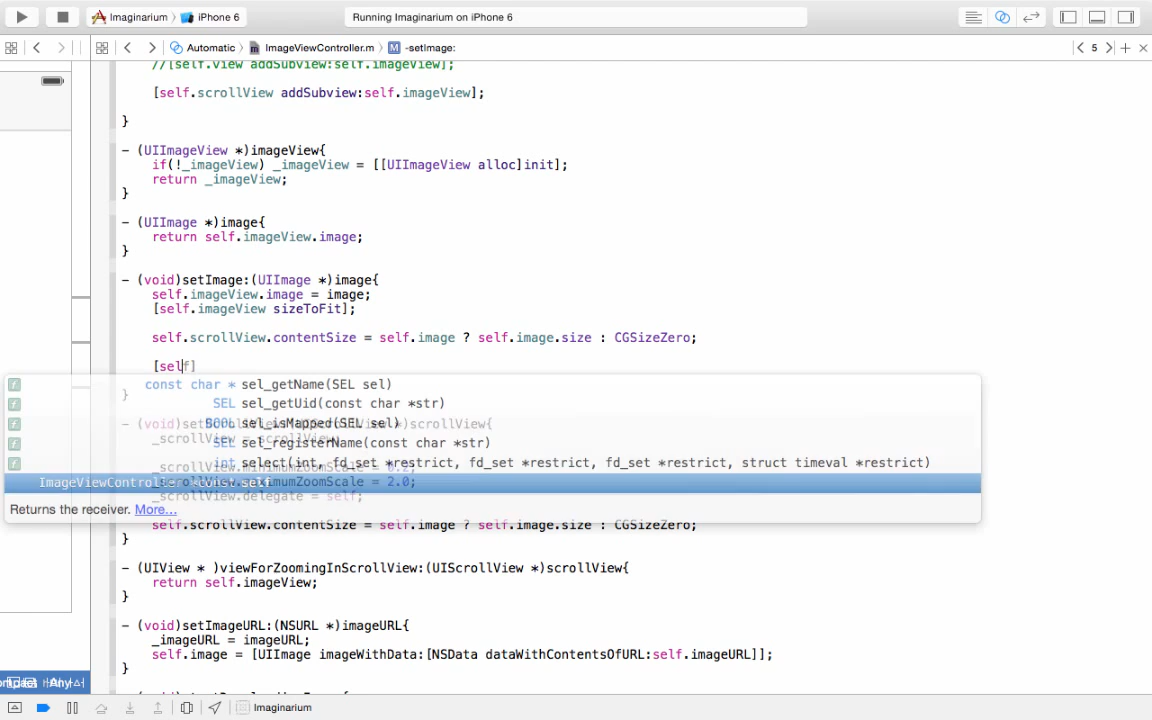 Imaginarium
iPhone 6
Running Imaginarium on iPhone 6
Automatic
ImageViewController.m
M
-setImage:
5
//[self.view addSubview:self.imageView];
[self.scrollView addSubview:self.imageView];
}
- (UIImageView *)imageView{
if(!_imageView) _imageView = [[UIImageView alloc]init];
return _imageView;
}
- (UIImage *)image{
return self.imageView.image;
}
- (void)setImage:(UIImage *)image{
self.imageView.image = image;
[self.imageView sizeToFit];
self.scrollView.contentSize = self.image ? self.image.size : CGSizeZero;
[self]
f const char * sel_getName(SEL sel)
}
f SEL sel_getUid(const char *str)
f BOOL sel_isMapped(SEL sel)
f SEL sel_registerName(const char *str)
f int select(int, fd_set *restrict, fd_set *restrict, fd_set *restrict, struct timeval *restrict)
ImageViewController *const self
_scrollView.delegate = self;
Returns the receiver. More...
self.scrollView.contentSize = self.image ? self.image.size : CGSizeZero;
}
- (UIView * )viewForZoomingInScrollView:(UIScrollView *)scrollView{
return self.imageView;
}
- (void)setImageURL:(NSURL *)imageURL{
_imageURL = imageURL;
self.image = [UIImage imageWithData:[NSData dataWithContentsOfURL:self.imageURL]];
}
Imaginarium